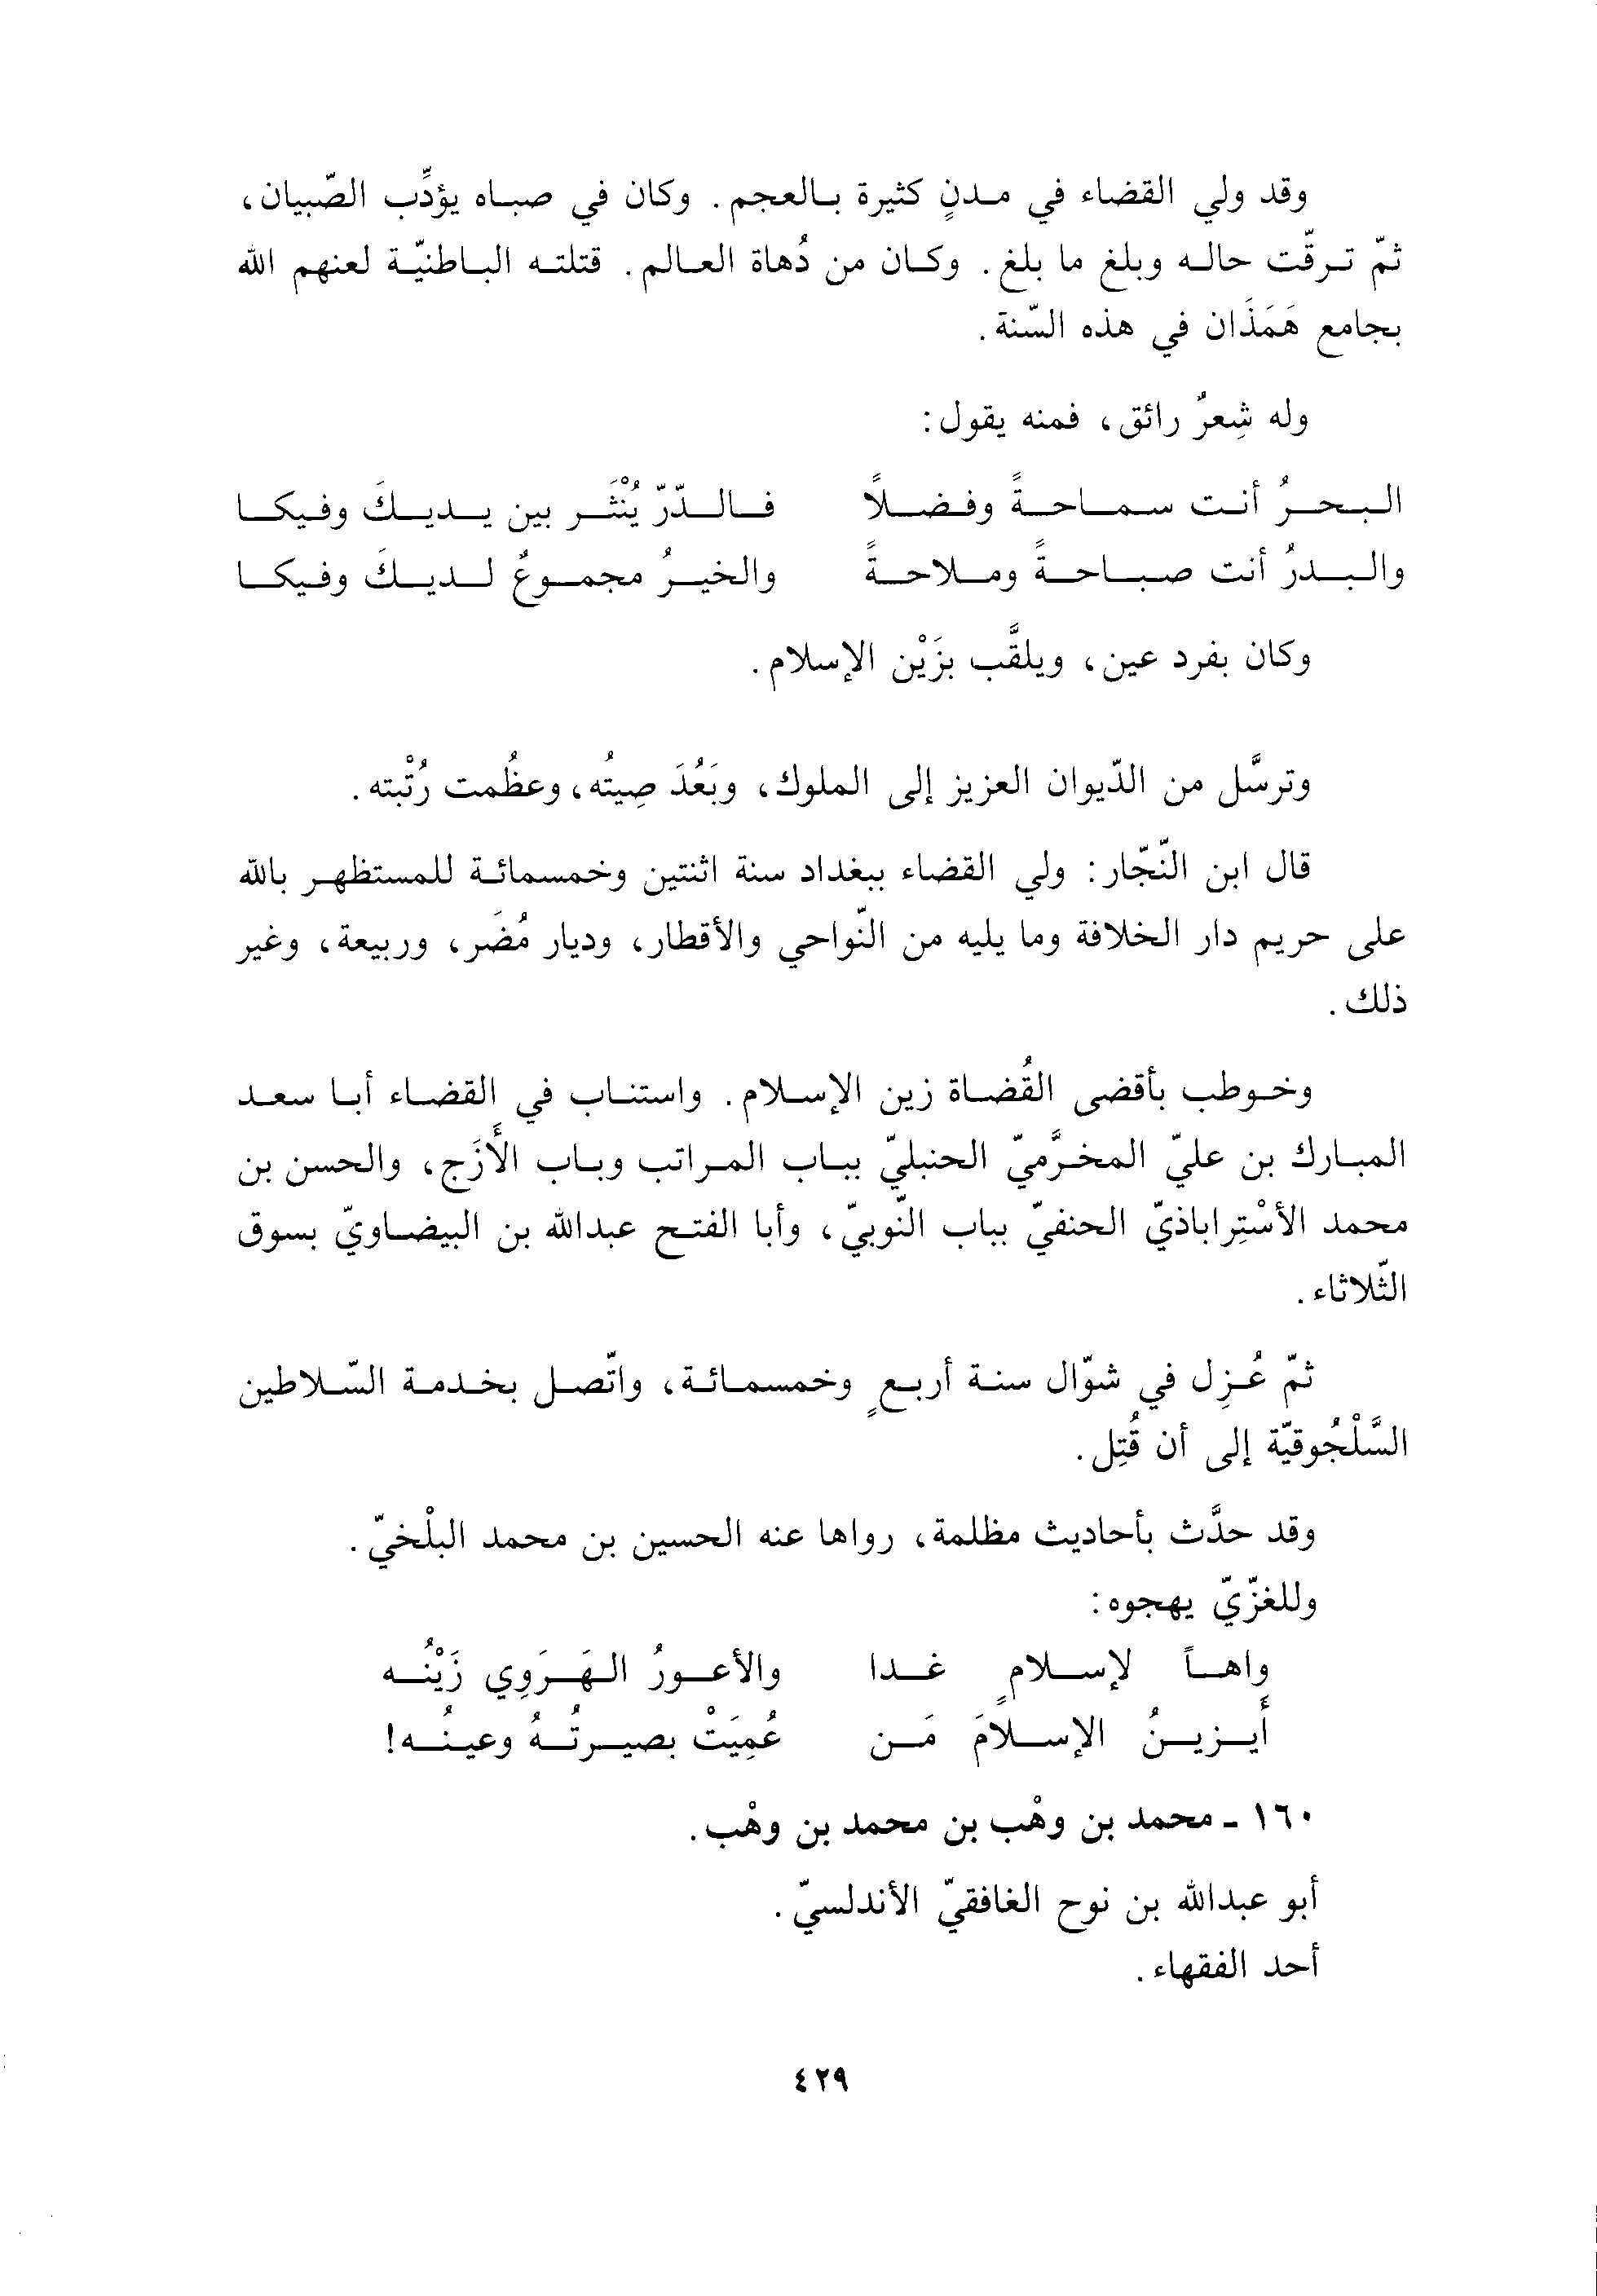 وقد ولي القضاء في مدنٍ كثيرة بالعجم. وكان في صباه يؤدِّب الصّبيان،
ثمّ ترقّت حاله وبلغ ما بلغ. وكان من دُهاة العالم. قتلته الباطنيّة لعنهم الله
بجامع هَمَذَان في هذه السّنة.
وله شِعرٌ رائق، فمنه يقول:
البحرُ أنت سماحةً وفضلاً فالدّرّ يُنْثَر بين يديكَ وفيكا
والبدرُ أنت صباحةً وملاحةً والخيرُ مجموعٌ لديكَ وفيكا
وكان بفرد عين، ويلقَّب بزَيْن الإسلام.
وترسَّل من الدّيوان العزيز إلى الملوك، وبَعُدَ صِيتُه، وعظُمت رُتْبته.
قال ابن النّجّار: ولي القضاء ببغداد سنة اثنتين وخمسمائة للمستظهر بالله
على حريم دار الخلافة وما يليه من النّواحي والأقطار، وديار مُضَر، وربيعة، وغير
ذلك.
وخوطب بأقضى القُضاة زين الإسلام. واستناب في القضاء أبا سعد
المبارك بن عليّ المخرَّميّ الحنبليّ بباب المراتب وباب الأَزَج، والحسن بن
محمد الأسْتِراباذيّ الحنفيّ بباب النّوبيّ، وأبا الفتح عبدالله بن البيضاويّ بسوق
الثّلاثاء.
ثمّ عُزِل في شوّال سنة أربعٍ وخمسمائة، واتّصل بخدمة السّلاطين
السَّلْجُوقيّة إلى أن قُتِل.
وقد حدَّث بأحاديث مظلمة، رواها عنه الحسين بن محمد البلْخيّ.
وللغزّيّ يهجوه:
واهاً لإسلامٍ غدا والأعورُ الهَرَوِي زَيْنُه
أَيزينُ الإسلامَ مَن عُمِيَتْ بصيرتُهُ وعينُه!
١٦٠ - محمد بن وهْب بن محمد بن وهْب.
أبو عبدالله بن نوح الغافقيّ الأندلسيّ.
أحد الفقهاء.
٤٢٩